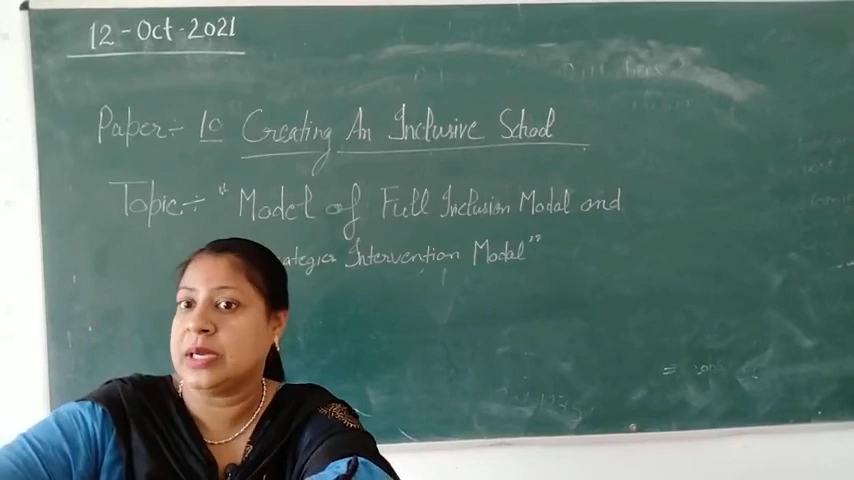 12-Oct-2021
Paper÷ 10 Creating An Inclusive School
Topic÷ " Model of Full Inclusion Modal and
Intervention Modal"